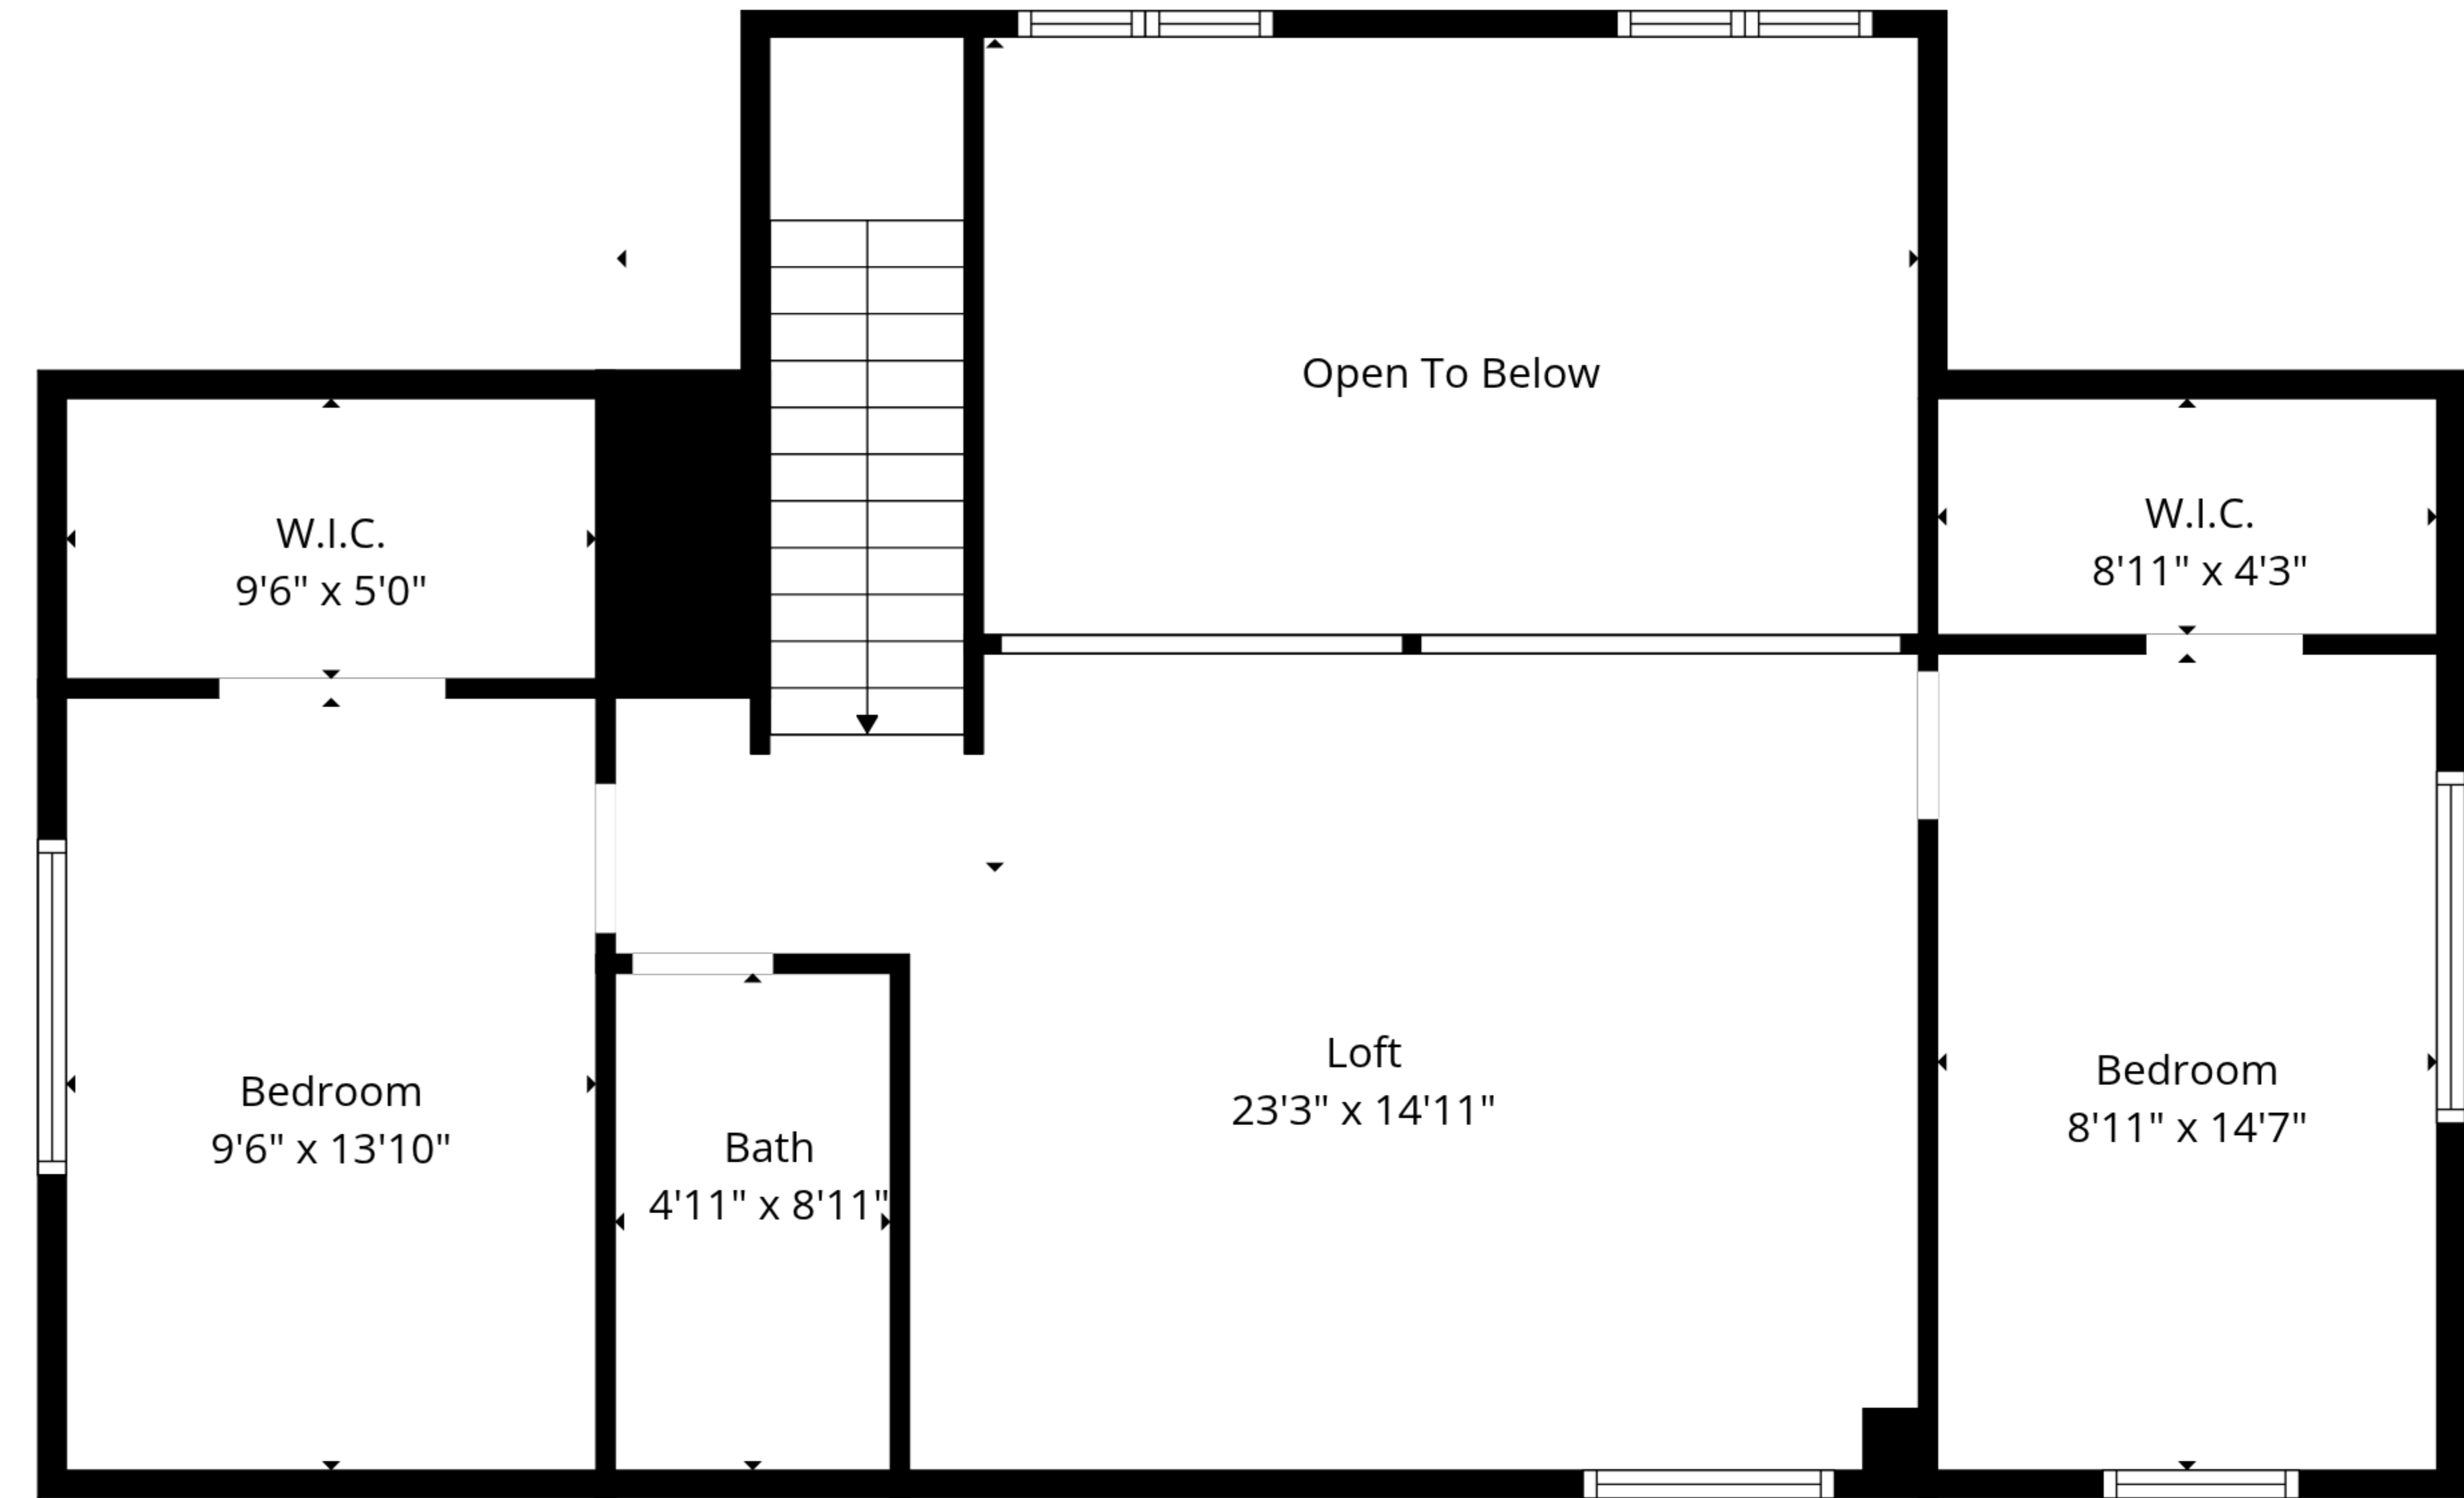 Open To Below
W.I.C.
9'6" x 5'0"
W.I.C.
8'11" x 4'3"
Bedroom
9'6" x 13'10"
Bath
4'11" x 8'11"
Loft
23'3" x 14'11"
Bedroom
8'11" x 14'7"